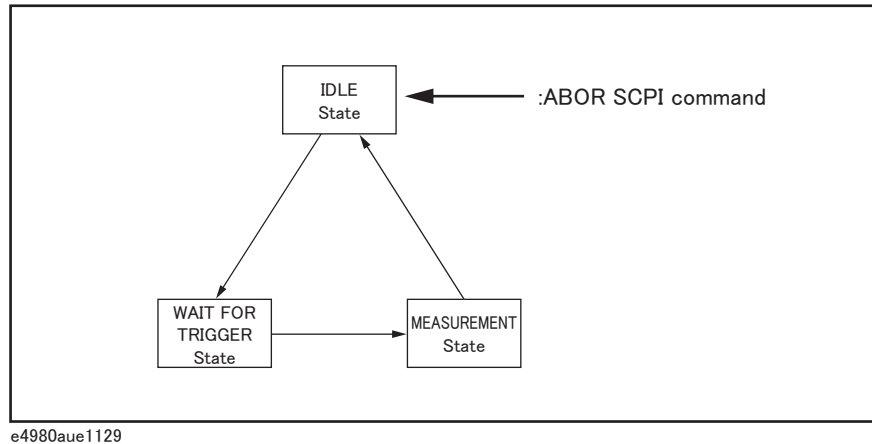 IDLE
State
:ABOR SCPI command
WAIT FOR
TRIGGER
State
MEASUREMENT
State
e4980aue1129